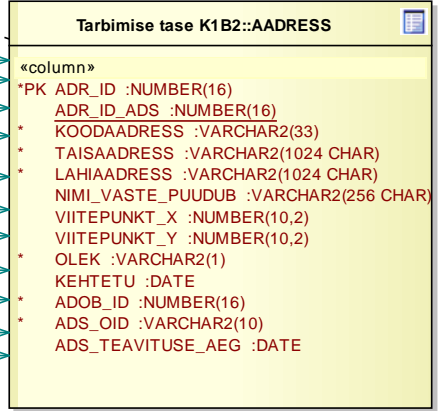 Tarbimise tase K1B2::AADRESS
«column»
*PK ADR_ID :NUMBER(16)
ADR_ID_ADS :NUMBER(16)
* KOODAADRESS :VARCHAR2(33)
* TAISAADRESS :VARCHAR2(1024 CHAR)
* LAHIAADRESS :VARCHAR2(1024 CHAR)
NIMI_VASTE_PUUDUB :VARCHAR2(256 CHAR)
VIITEPUNKT_X :NUMBER(10,2)
VIITEPUNKT_Y :NUMBER(10,2)
* OLEK :VARCHAR2(1)
KEHTETU :DATE
* ADOB_ID :NUMBER(16)
* ADS_OID :VARCHAR2(10)
ADS_TEAVITUSE_AEG :DATE